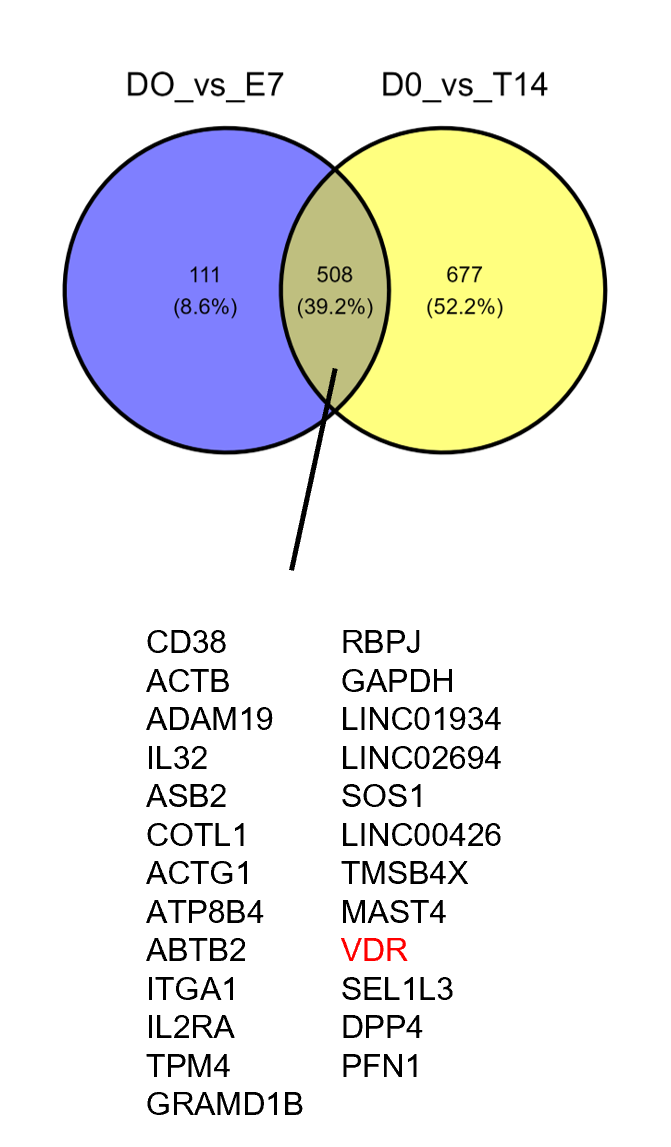 DO_vs_E7
D0_vs_T14
111
(8.6%)
508
(39.2%)
677
(52.2%)
CD38
ACTB
ADAM19
IL32
ASB2
COTL1
ACTG1
ATP8B4
ABTB2
ITGA1
IL2RA
TPM4
GRAMD1B
RBPJ
GAPDH
LINC01934
LINC02694
SOS1
LINC00426
TMSB4X
MAST4
VDR
SEL1L3
DPP4
PFN1